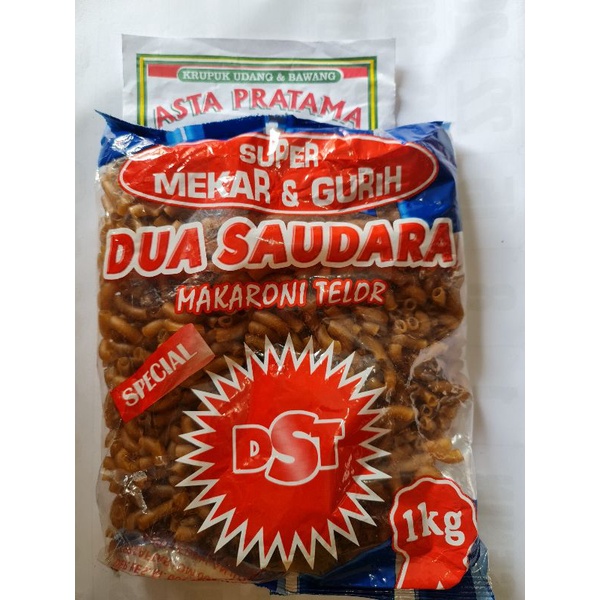 KRUPUK UDANG & BAWANG
ASTA PRATAMA
SUPER
MEKAR & GURIH
DUA SAUDARA
MAKARONI TELOR
SPECIAL
DST
1kg